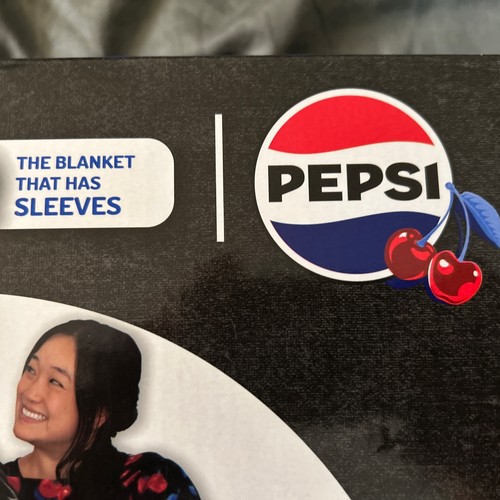 THE BLANKET
THAT HAS
SLEEVES
PEPSI